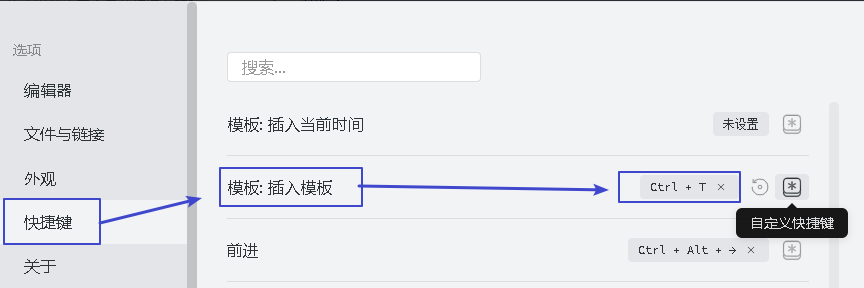 选项
编辑器
文件与链接
外观
快捷键
关于
搜索...
模板: 插入当前时间
未设置
模板: 插入模板
Ctrl + T ×
自定义快捷键
前进
Ctrl + Alt + → ×